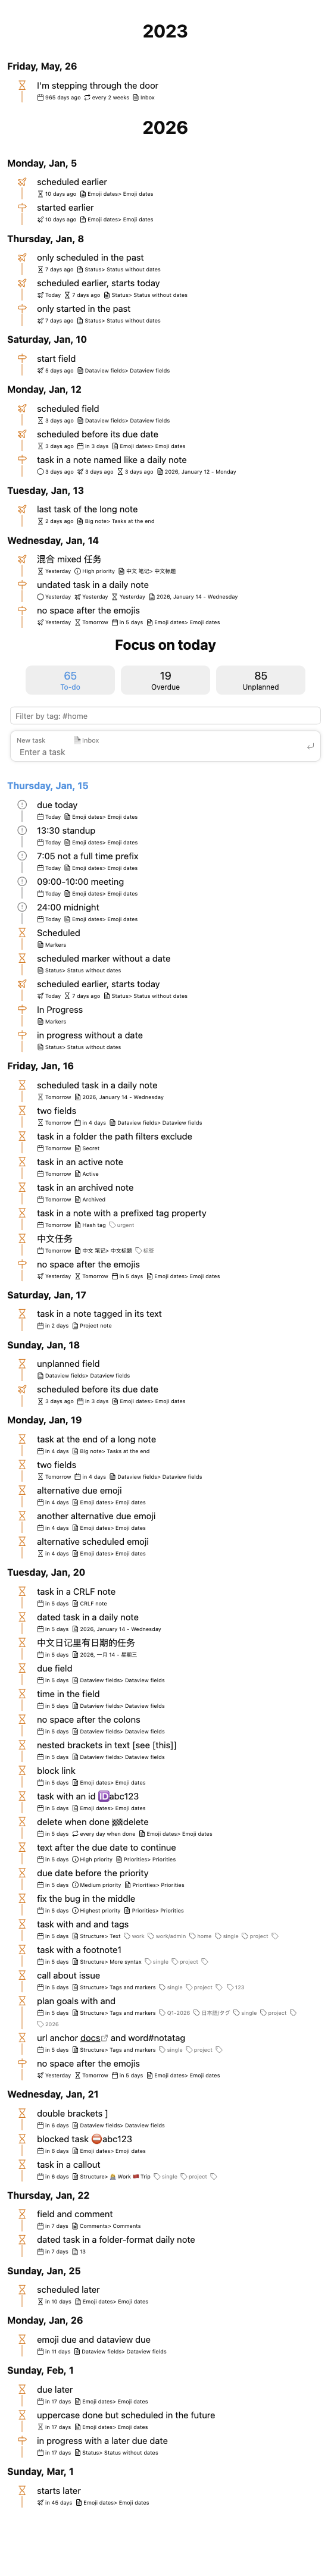 2023
Friday, May, 26
I'm stepping through the door
965 days ago every 2 weeks Inbox
2026
Monday, Jan, 5
scheduled earlier
10 days ago Emoji dates> Emoji dates
started earlier
10 days ago Emoji dates> Emoji dates
Thursday, Jan, 8
only scheduled in the past
7 days ago Status> Status without dates
scheduled earlier, starts today
Today 7 days ago Status> Status without dates
only started in the past
7 days ago Status> Status without dates
Saturday, Jan, 10
start field
5 days ago Dataview fields> Dataview fields
Monday, Jan, 12
scheduled field
3 days ago Dataview fields> Dataview fields
scheduled before its due date
3 days ago in 3 days Emoji dates> Emoji dates
task in a note named like a daily note
3 days ago 3 days ago 3 days ago 2026, January 12 - Monday
Tuesday, Jan, 13
last task of the long note
2 days ago Big note> Tasks at the end
Wednesday, Jan, 14
混合 mixed 任务
Yesterday High priority 中文 笔记> 中文标题
undated task in a daily note
Yesterday Yesterday Yesterday 2026, January 14 - Wednesday
no space after the emojis
Yesterday Tomorrow in 5 days Emoji dates> Emoji dates
Focus on today
65 19 85
To-do Overdue Unplanned
Filter by tag: #home
New task Inbox
Enter a task
Thursday, Jan, 15
due today
Today Emoji dates> Emoji dates
13:30 standup
Today Emoji dates> Emoji dates
7:05 not a full time prefix
Today Emoji dates> Emoji dates
09:00-10:00 meeting
Today Emoji dates> Emoji dates
24:00 midnight
Today Emoji dates> Emoji dates
Scheduled
Markers
scheduled marker without a date
Status> Status without dates
scheduled earlier, starts today
Today 7 days ago Status> Status without dates
In Progress
Markers
in progress without a date
Status> Status without dates
Friday, Jan, 16
scheduled task in a daily note
Tomorrow 2026, January 14 - Wednesday
two fields
Tomorrow in 4 days Dataview fields> Dataview fields
task in a folder the path filters exclude
Tomorrow Secret
task in an active note
Tomorrow Active
task in an archived note
Tomorrow Archived
task in a note with a prefixed tag property
Tomorrow Hash tag urgent
中文任务
Tomorrow 中文 笔记> 中文标题 标签
no space after the emojis
Yesterday Tomorrow in 5 days Emoji dates> Emoji dates
Saturday, Jan, 17
task in a note tagged in its text
in 2 days Project note
Sunday, Jan, 18
unplanned field
Dataview fields> Dataview fields
scheduled before its due date
3 days ago in 3 days Emoji dates> Emoji dates
Monday, Jan, 19
task at the end of a long note
in 4 days Big note> Tasks at the end
two fields
Tomorrow in 4 days Dataview fields> Dataview fields
alternative due emoji
in 4 days Emoji dates> Emoji dates
another alternative due emoji
in 4 days Emoji dates> Emoji dates
alternative scheduled emoji
in 4 days Emoji dates> Emoji dates
Tuesday, Jan, 20
task in a CRLF note
in 5 days CRLF note
dated task in a daily note
in 5 days 2026, January 14 - Wednesday
中文日记里有日期的任务
in 5 days 2026, 一月 14 - 星期三
due field
in 5 days Dataview fields> Dataview fields
time in the field
in 5 days Dataview fields> Dataview fields
no space after the colons
in 5 days Dataview fields> Dataview fields
nested brackets in text [see [this]]
in 5 days Dataview fields> Dataview fields
block link
in 5 days Emoji dates> Emoji dates
task with an id 🆔abc123
in 5 days Emoji dates> Emoji dates
delete when done 🏁delete
in 5 days every day when done Emoji dates> Emoji dates
text after the due date to continue
in 5 days High priority Priorities> Priorities
due date before the priority
in 5 days Medium priority Priorities> Priorities
fix the bug in the middle
in 5 days Highest priority Priorities> Priorities
task with and and tags
in 5 days Structure> Text work work/admin home single project
task with a footnote1
in 5 days Structure> More syntax single project
call about issue
in 5 days Structure> Tags and markers single project 123
plan goals with and
in 5 days Structure> Tags and markers Q1-2026 日本語/タグ single project
2026
url anchor docs and word#notatag
in 5 days Structure> Tags and markers single project
no space after the emojis
Yesterday Tomorrow in 5 days Emoji dates> Emoji dates
Wednesday, Jan, 21
double brackets ]
in 6 days Dataview fields> Dataview fields
blocked task ⛔abc123
in 6 days Emoji dates> Emoji dates
task in a callout
in 6 days Structure> Work Trip single project
Thursday, Jan, 22
field and comment
in 7 days Comments> Comments
dated task in a folder-format daily note
in 7 days 13
Sunday, Jan, 25
scheduled later
in 10 days Emoji dates> Emoji dates
Monday, Jan, 26
emoji due and dataview due
in 11 days Dataview fields> Dataview fields
Sunday, Feb, 1
due later
in 17 days Emoji dates> Emoji dates
uppercase done but scheduled in the future
in 17 days Emoji dates> Emoji dates
in progress with a later due date
in 17 days Status> Status without dates
Sunday, Mar, 1
starts later
in 45 days Emoji dates> Emoji dates